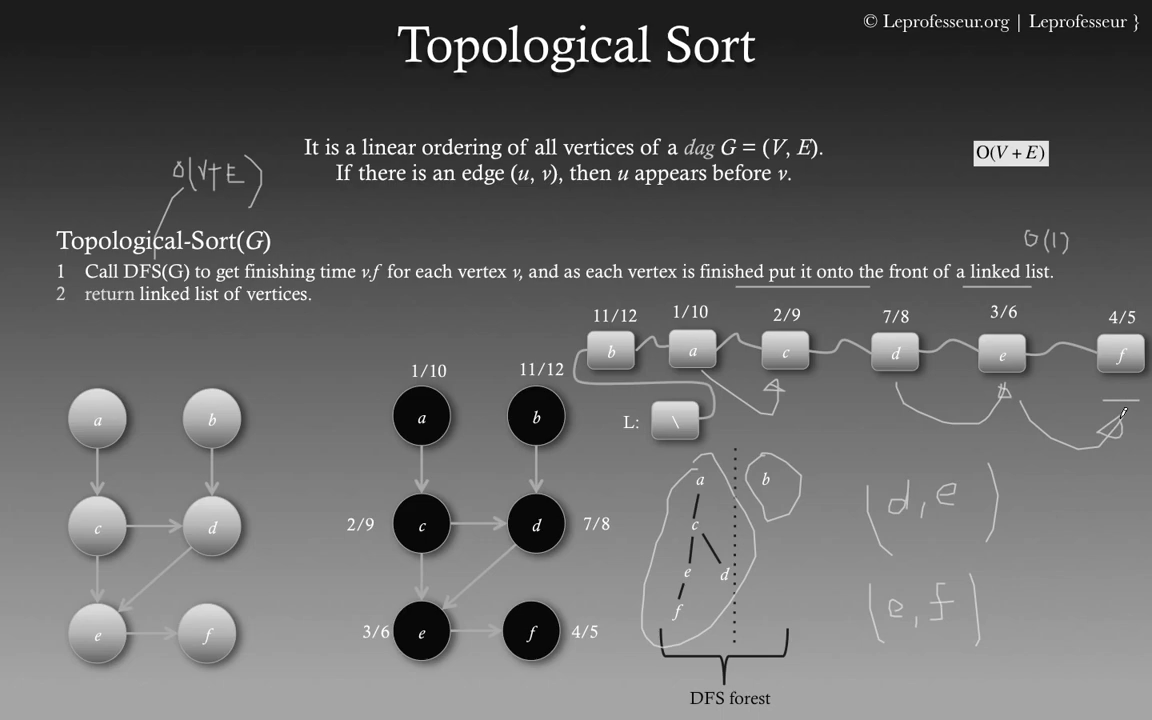 © Leprofesseur.org | Leprofesseur }
Topological Sort
It is a linear ordering of all vertices of a dag G = (V, E).
If there is an edge (u, v), then u appears before v.
O(V + E)
O(V+E)
Topological-Sort(G)
O(1)
1 Call DFS(G) to get finishing time v.f for each vertex v, and as each vertex is finished put it onto the front of a linked list.
2 return linked list of vertices.
11/12 1/10 2/9 7/8 3/6 4/5
b a c d e f
L: \
a b
c d
e f
1/10 11/12
a b
2/9 c d 7/8
3/6 e f 4/5
a b
c
e d
f
DFS forest
(d,e)
(e,f)